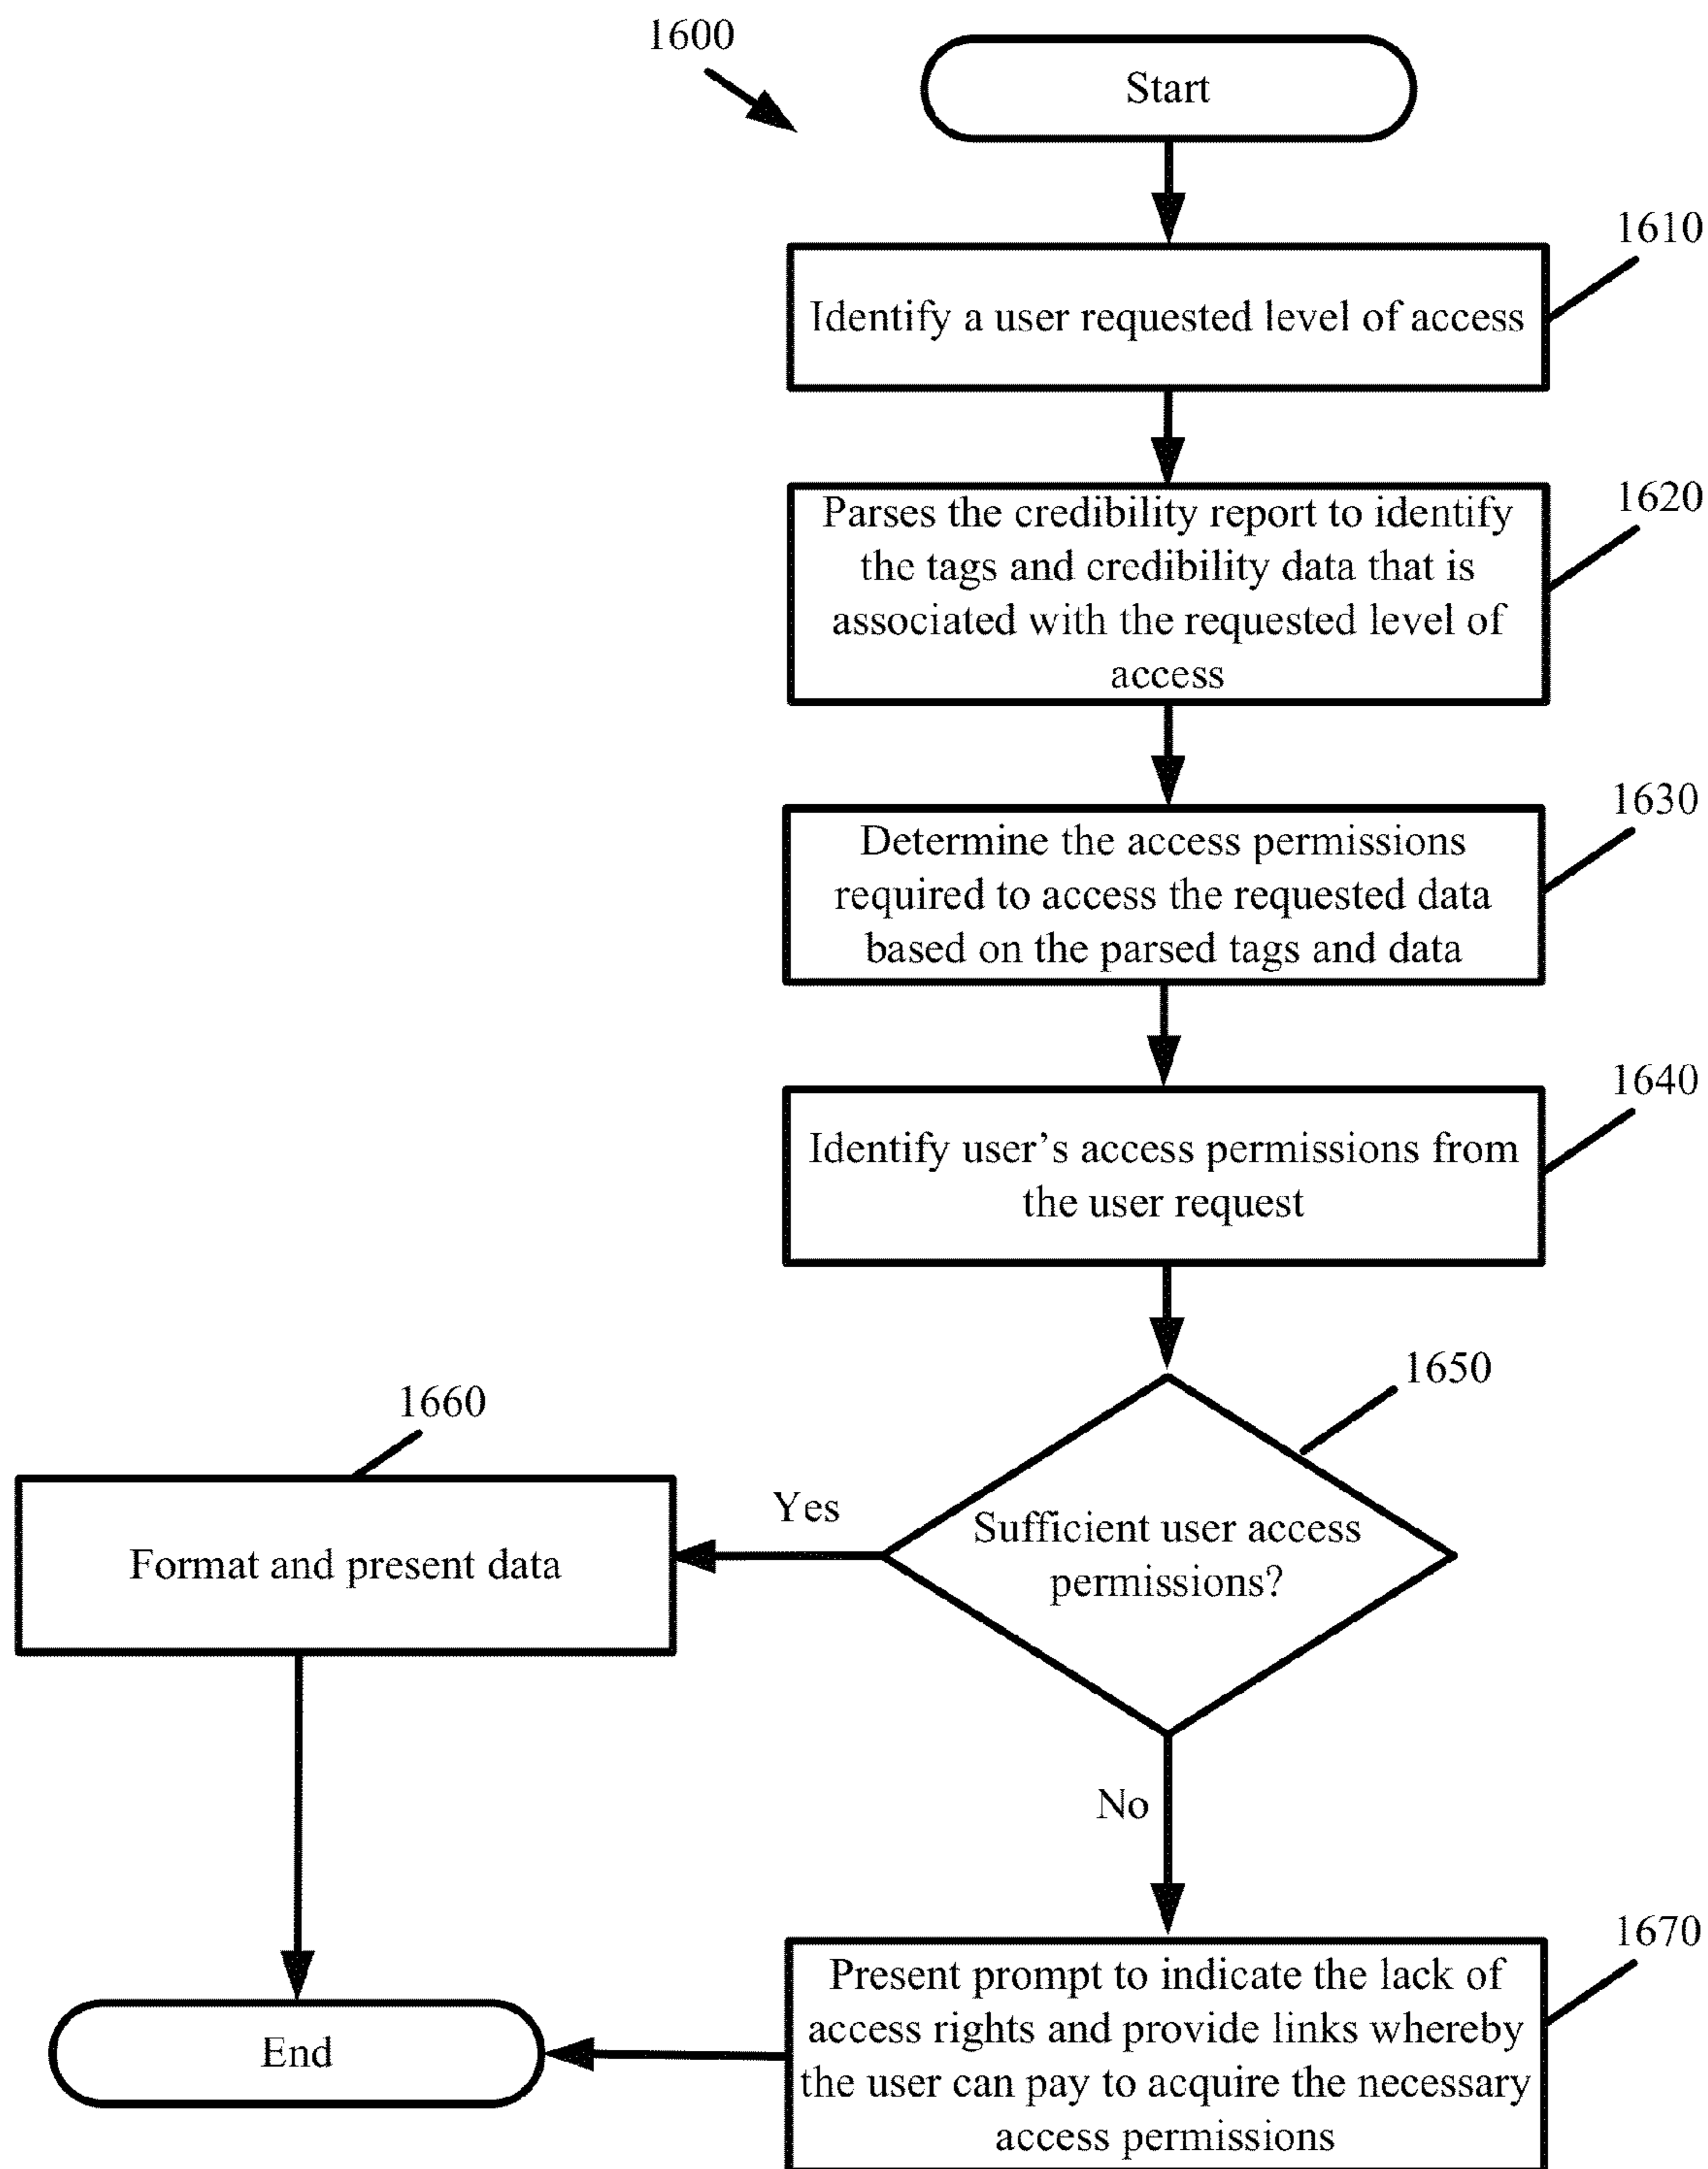 1600
Start
1610
Identify a user requested level of access
1620
Parses the credibility report to identify
the tags and credibility data that is
associated with the requested level of
access
1630
Determine the access permissions
required to access the requested data
based on the parsed tags and data
1640
Identify user's access permissions from
the user request
1650
Sufficient user access
permissions?
Yes
1660
Format and present data
No
1670
Present prompt to indicate the lack of
access rights and provide links whereby
the user can pay to acquire the necessary
access permissions
End